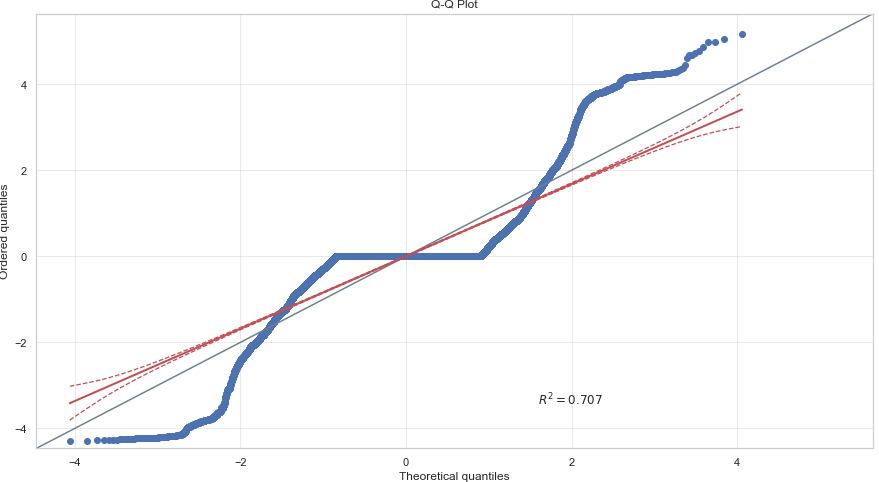 Q-Q Plot
Ordered quantiles
4
2
0
−2
−4
R² = 0.707
−4 −2 0 2 4
Theoretical quantiles